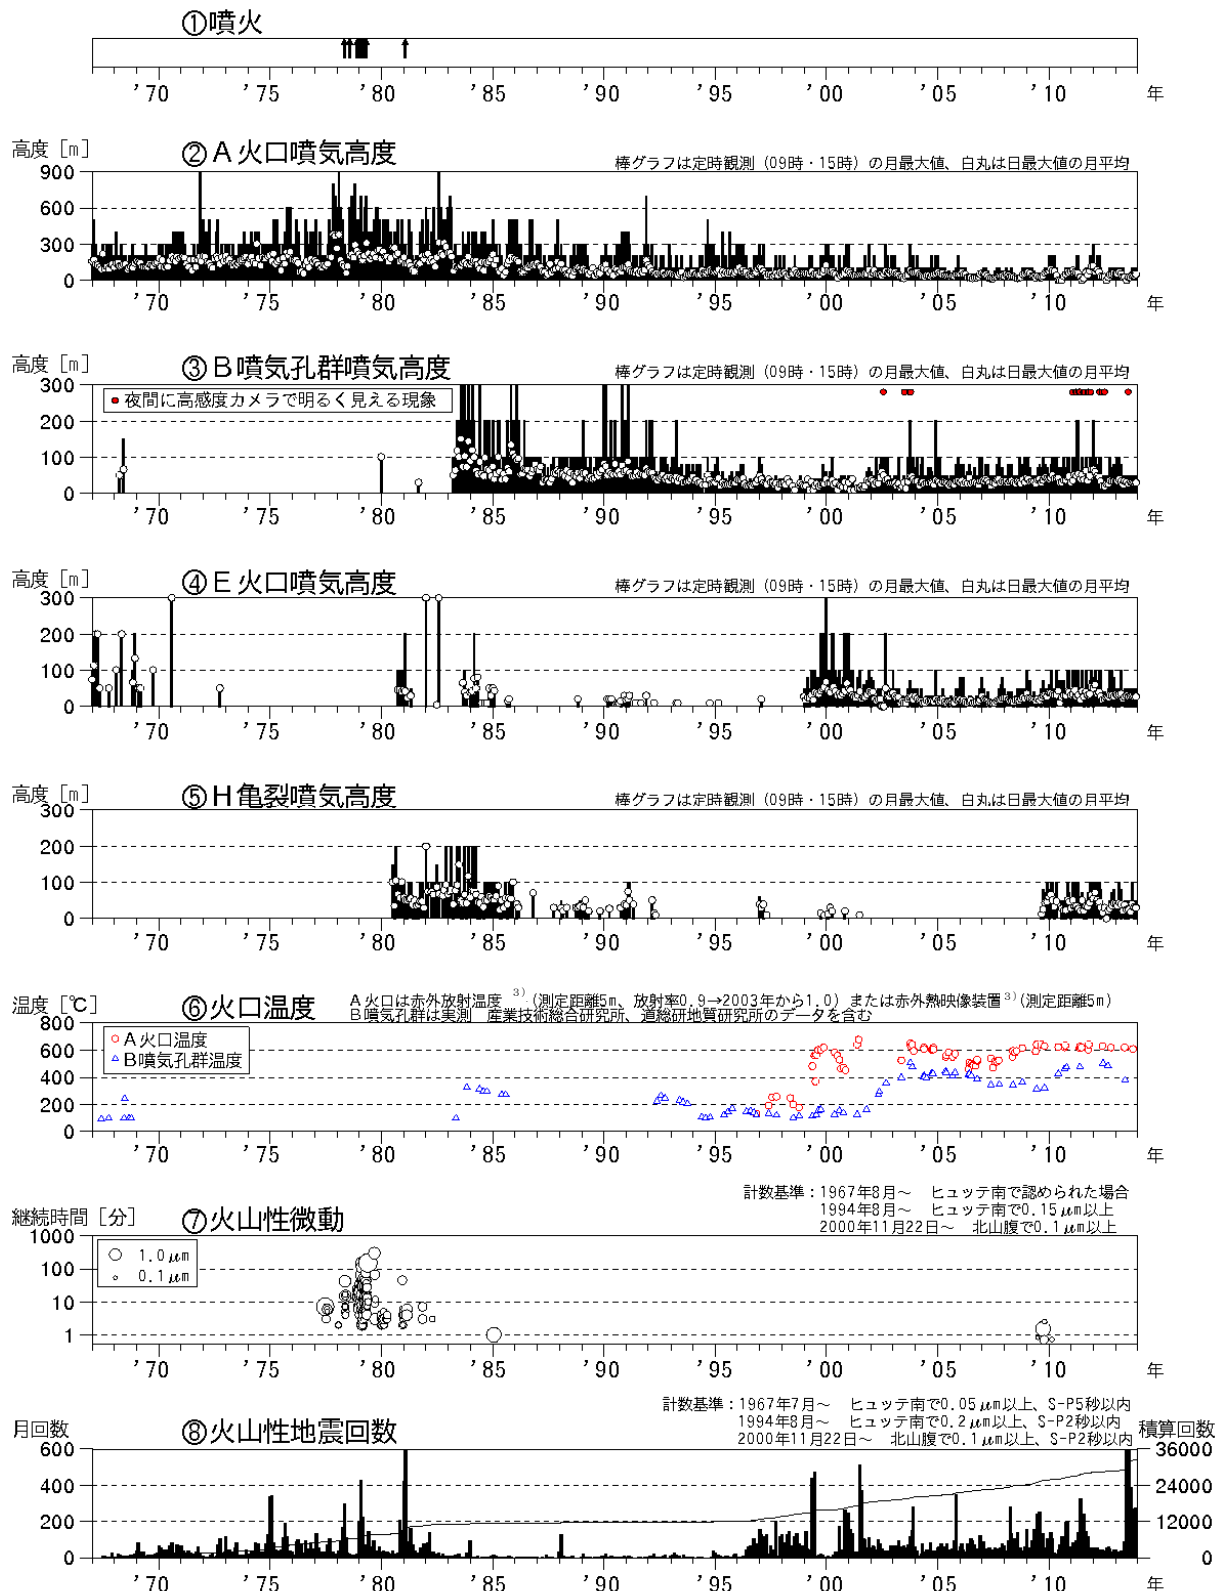 ①噴火
'70 '75 '80 '85 '90 '95 '00 '05 '10 年
高度［m］ ②A火口噴気高度 棒グラフは定時観測（09時・15時）の月最大値、白丸は日最大値の月平均
900
600
300
0
'70 '75 '80 '85 '90 '95 '00 '05 '10 年
高度［m］ ③B噴気孔群噴気高度 棒グラフは定時観測（09時・15時）の月最大値、白丸は日最大値の月平均
300
夜間に高感度カメラで明るく見える現象
200
100
0
'70 '75 '80 '85 '90 '95 '00 '05 '10 年
高度［m］ ④E火口噴気高度 棒グラフは定時観測（09時・15時）の月最大値、白丸は日最大値の月平均
300
200
100
0
'70 '75 '80 '85 '90 '95 '00 '05 '10 年
高度［m］ ⑤H亀裂噴気高度 棒グラフは定時観測（09時・15時）の月最大値、白丸は日最大値の月平均
300
200
100
0
'70 '75 '80 '85 '90 '95 '00 '05 '10 年
温度［℃］ ⑥火口温度 A火口は赤外放射温度3)（測定距離5m、放射率0.9→2003年から1.0）または赤外熱映像装置3)（測定距離5m）
B噴気孔群は実測 産業技術総合研究所、道総研地質研究所のデータを含む
800
A火口温度
600
B噴気孔群温度
400
200
0
'70 '75 '80 '85 '90 '95 '00 '05 '10 年
計数基準：1967年8月～ ヒュッテ南で認められた場合
1994年8月～ ヒュッテ南で0.15μm以上
2000年11月22日～ 北山腹で0.1μm以上
継続時間［分］ ⑦火山性微動
1000
1.0μm
100
0.1μm
10
1
'70 '75 '80 '85 '90 '95 '00 '05 '10 年
計数基準：1967年7月～ ヒュッテ南で0.05μm以上、S-P5秒以内
1994年8月～ ヒュッテ南で0.2μm以上、S-P2秒以内
2000年11月22日～ 北山腹で0.1μm以上、S-P2秒以内
月回数 ⑧火山性地震回数 積算回数
600 36000
400 24000
200 12000
0 0
'70 '75 '80 '85 '90 '95 '00 '05 '10 年